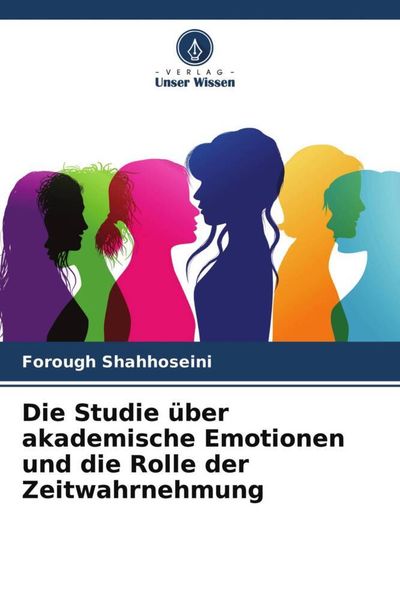 - VERLAG -
Unser Wissen
Forough Shahhoseini
Die Studie über
akademische Emotionen
und die Rolle der
Zeitwahrnehmung